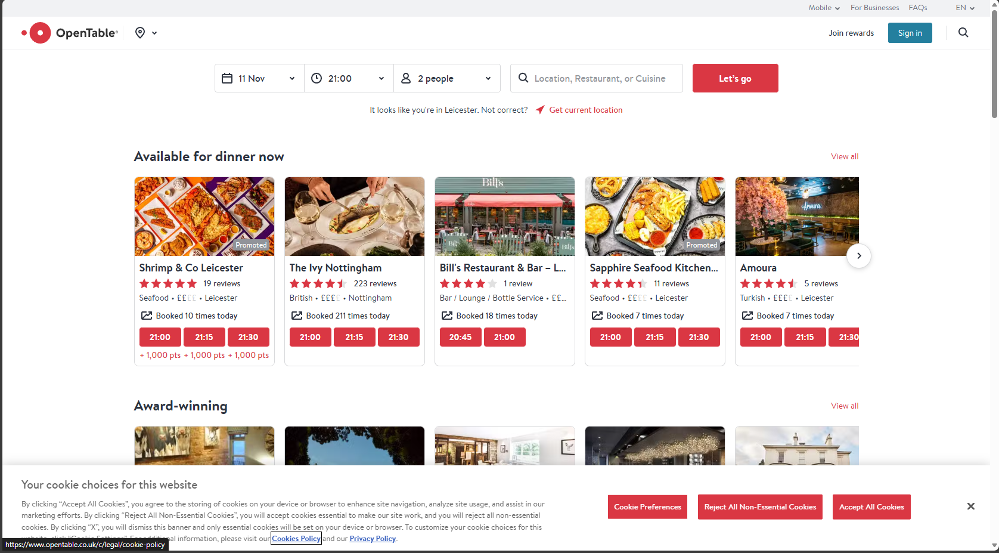 Mobile
For Businesses
FAQs
EN
OpenTable®
Join rewards
Sign in
11 Nov
21:00
2 people
Location, Restaurant, or Cuisine
Let's go
It looks like you're in Leicester. Not correct?
Get current location
Available for dinner now
View all
Bill's
Bill's
Bill's
Amoura
Promoted
Promoted
Shrimp & Co Leicester
19 reviews
Seafood • ££££ • Leicester
Booked 10 times today
21:00
21:15
21:30
+ 1,000 pts
+ 1,000 pts
+ 1,000 pts
The Ivy Nottingham
223 reviews
British • ££££ • Nottingham
Booked 211 times today
21:00
21:15
21:30
Bill's Restaurant & Bar – L...
1 review
Bar / Lounge / Bottle Service • ££...
Booked 18 times today
20:45
21:00
Sapphire Seafood Kitchen...
11 reviews
Seafood • ££££ • Leicester
Booked 7 times today
21:00
21:15
21:30
Amoura
5 reviews
Turkish • ££££ • Leicester
Booked 7 times today
21:00
21:15
21:30
Award-winning
View all
Your cookie choices for this website
By clicking “Accept All Cookies”, you agree to the storing of cookies on your device or browser to enhance site navigation, analyze site usage, and assist in our
marketing efforts. By clicking “Reject All Non-Essential Cookies”, you will accept cookies essential to make our site work, and you will reject all non-essential
cookies. By clicking “X”, you will dismiss this banner and only essential cookies will be set on your device or browser. To customize your cookie choices for this
information, please visit our Cookies Policy and our Privacy Policy.
Cookie Preferences
Reject All Non-Essential Cookies
Accept All Cookies
https://www.opentable.co.uk/c/legal/cookie-policy